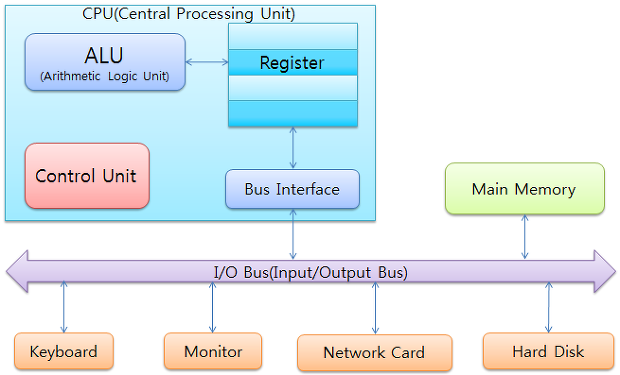 CPU(Central Processing Unit)
ALU
(Arithmetic Logic Unit)
Register
Control Unit
Bus Interface
Main Memory
I/O Bus(Input/Output Bus)
Keyboard
Monitor
Network Card
Hard Disk